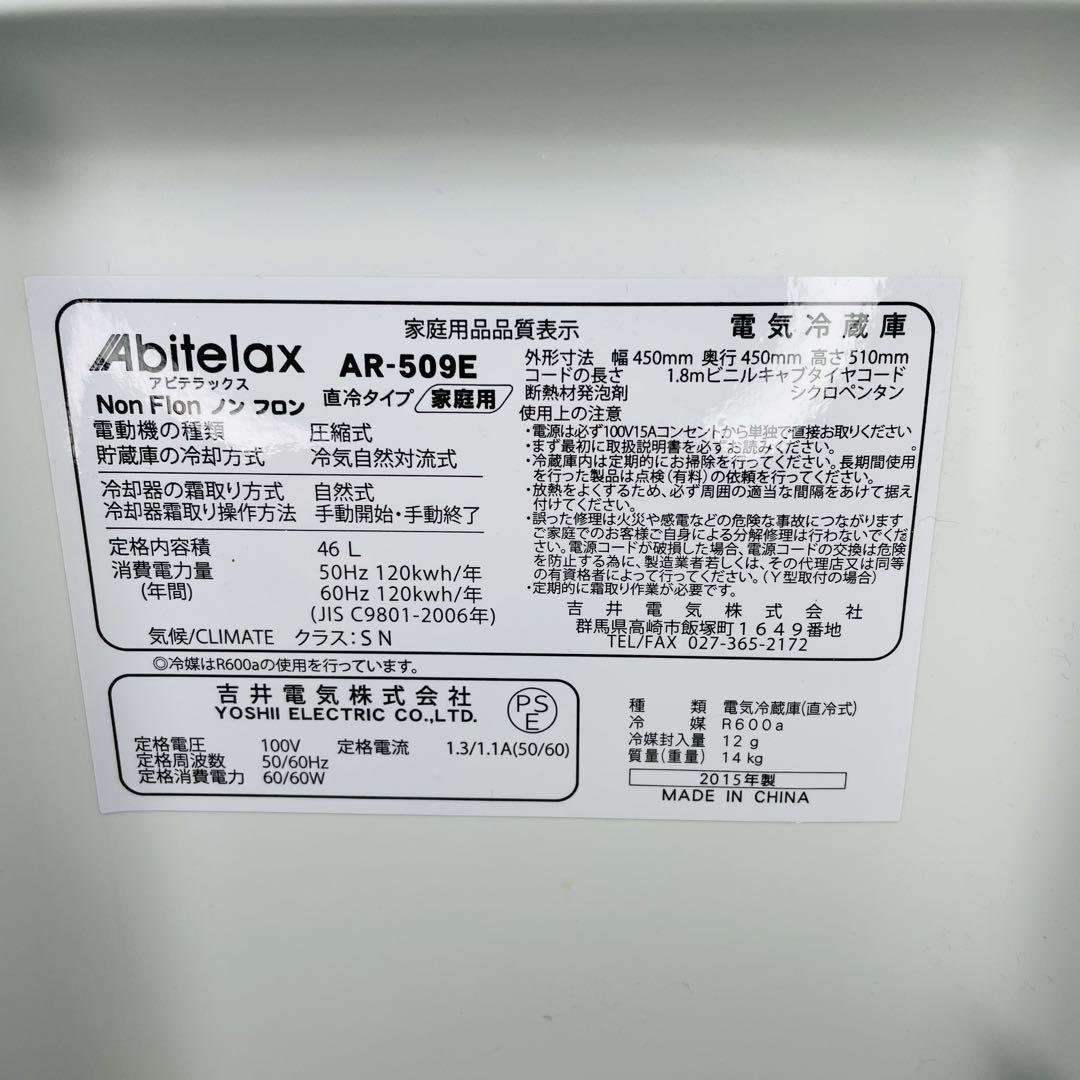 家庭用品品質表示
電気冷蔵庫
Abitelax
アビテラックス
AR-509E
Non Flon ノンフロン
直冷タイプ 家庭用
電動機の種類 圧縮式
貯蔵庫の冷却方式 冷気自然対流式
冷却器の霜取り方式 自然式
冷却器霜取り操作方法 手動開始・手動終了
定格内容積 46 L
消費電力量 50Hz 120kwh/年
(年間) 60Hz 120kwh/年
(JIS C9801-2006年)
気候/CLIMATE クラス:SN
外形寸法 幅450mm 奥行450mm 高さ510mm
コードの長さ 1.8mビニルキャブタイヤコード
断熱材発泡剤 シクロペンタン
使用上の注意
・電源は必ず100V15Aコンセントから単独で直接お取りください
・まず最初に取扱説明書を必ずお読みください。
・冷蔵庫内は定期的にお掃除を行ってください。長期間使用
を行った製品は点検(有料)の依頼を行ってください。
・放熱をよくするため、必ず周囲の適当な間隔をあけて据え
付けてください。
・誤った修理は火災や感電などの危険な事故につながります
ご家庭でのお客様ご自身による分解修理は行わないでくだ
さい。電源コードが破損した場合、電源コードの交換は危険
を防止する為に、製造業者若しくは、その代理店又は同等
の有資格者によって行ってください。(Y型取付の場合)
・定期的に霜取り作業が必要です。
吉井電気株式会社
群馬県高崎市飯塚町1649番地
TEL/FAX 027-365-2172
◎冷媒はR600aの使用を行っています。
吉井電気株式会社
YOSHII ELECTRIC CO.,LTD.
PSE
定格電圧 100V 定格電流 1.3/1.1A(50/60)
定格周波数 50/60Hz
定格消費電力 60/60W
種類 電気冷蔵庫(直冷式)
冷媒 R600a
冷媒封入量 12g
質量(重量) 14kg
2015年製
MADE IN CHINA